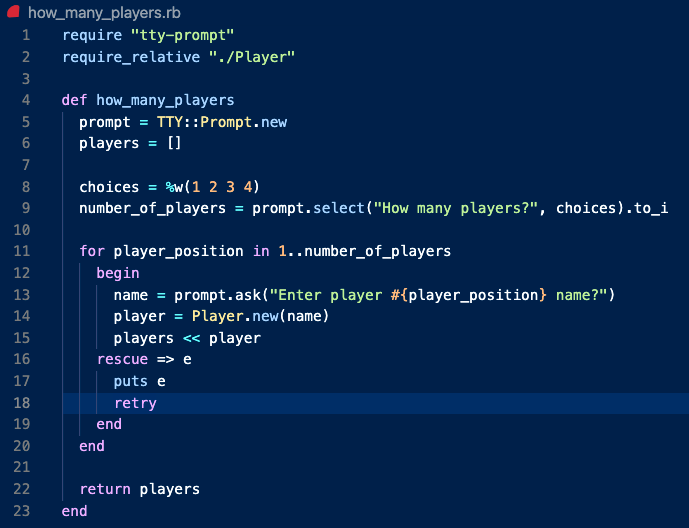 how_many_players.rb
1 require "tty-prompt"
2 require_relative "./Player"
3
4 def how_many_players
5   prompt = TTY::Prompt.new
6   players = []
7
8   choices = %w(1 2 3 4)
9   number_of_players = prompt.select("How many players?", choices).to_i
10
11   for player_position in 1..number_of_players
12     begin
13       name = prompt.ask("Enter player #{player_position} name?")
14       player = Player.new(name)
15       players << player
16     rescue => e
17       puts e
18       retry
19     end
20   end
21
22   return players
23 end